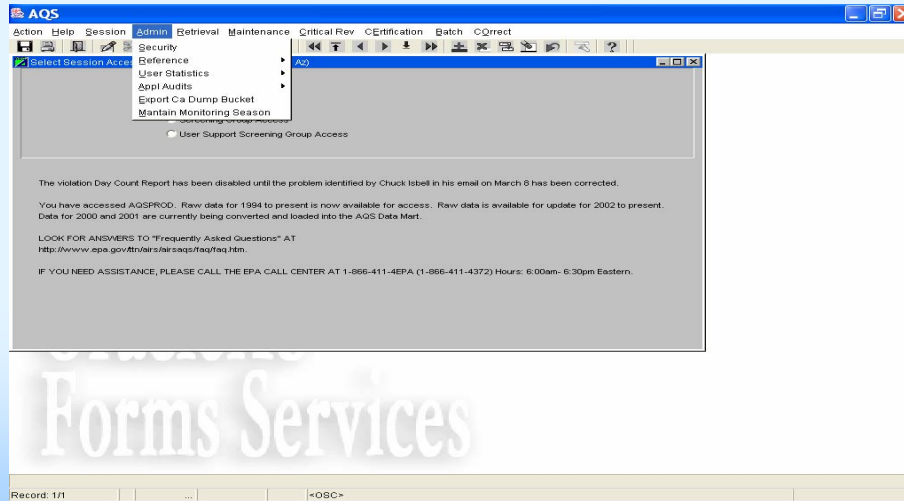 AQS
Action Help Session Admin Retrieval Maintenance Critical Rev CErtification Batch COrrect
Security
Reference
User Statistics
Appl Audits
Export Ca Dump Bucket
Mantain Monitoring Season
Select Session Acce
Az)
Screening Group Access
User Support Screening Group Access
The violation Day Count Report has been disabled until the problem identified by Chuck Isbell in his email on March 8 has been corrected.
You have accessed AQSPROD. Raw data for 1994 to present is now available for access. Raw data is available for update for 2002 to present.
Data for 2000 and 2001 are currently being converted and loaded into the AQS Data Mart.
LOOK FOR ANSWERS TO "Frequently Asked Questions" AT
http://www.epa.gov/ttn/airs/airsaqs/faq/faq.htm.
IF YOU NEED ASSISTANCE, PLEASE CALL THE EPA CALL CENTER AT 1-866-411-4EPA (1-866-411-4372) Hours: 6:00am- 6:30pm Eastern.
Forms Services
Record: 1/1 ... <OSC>